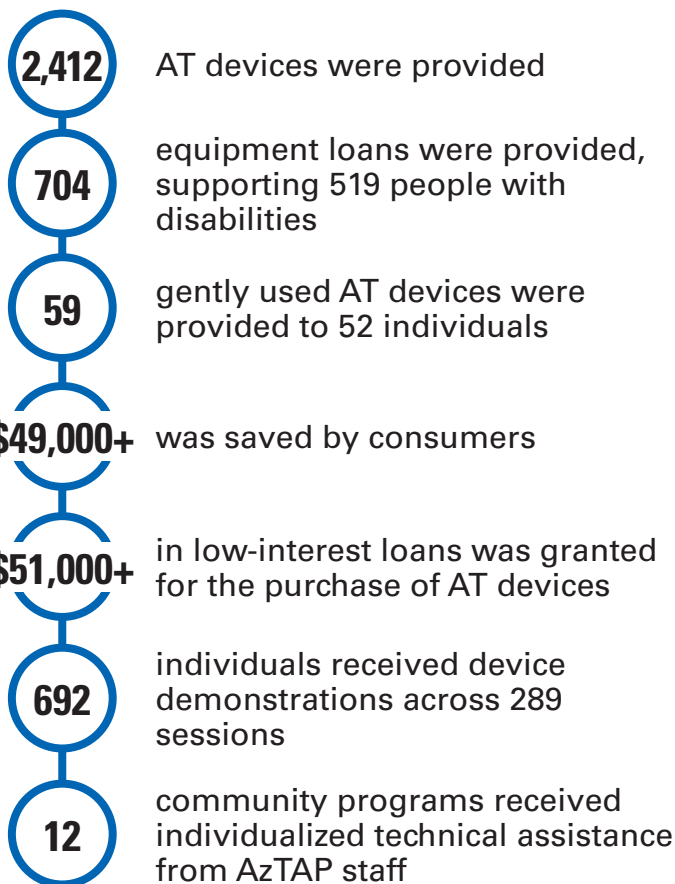 2,412
AT devices were provided
704
equipment loans were provided,
supporting 519 people with
disabilities
59
gently used AT devices were
provided to 52 individuals
$49,000+
was saved by consumers
$51,000+
in low-interest loans was granted
for the purchase of AT devices
692
individuals received device
demonstrations across 289
sessions
12
community programs received
individualized technical assistance
from AzTAP staff